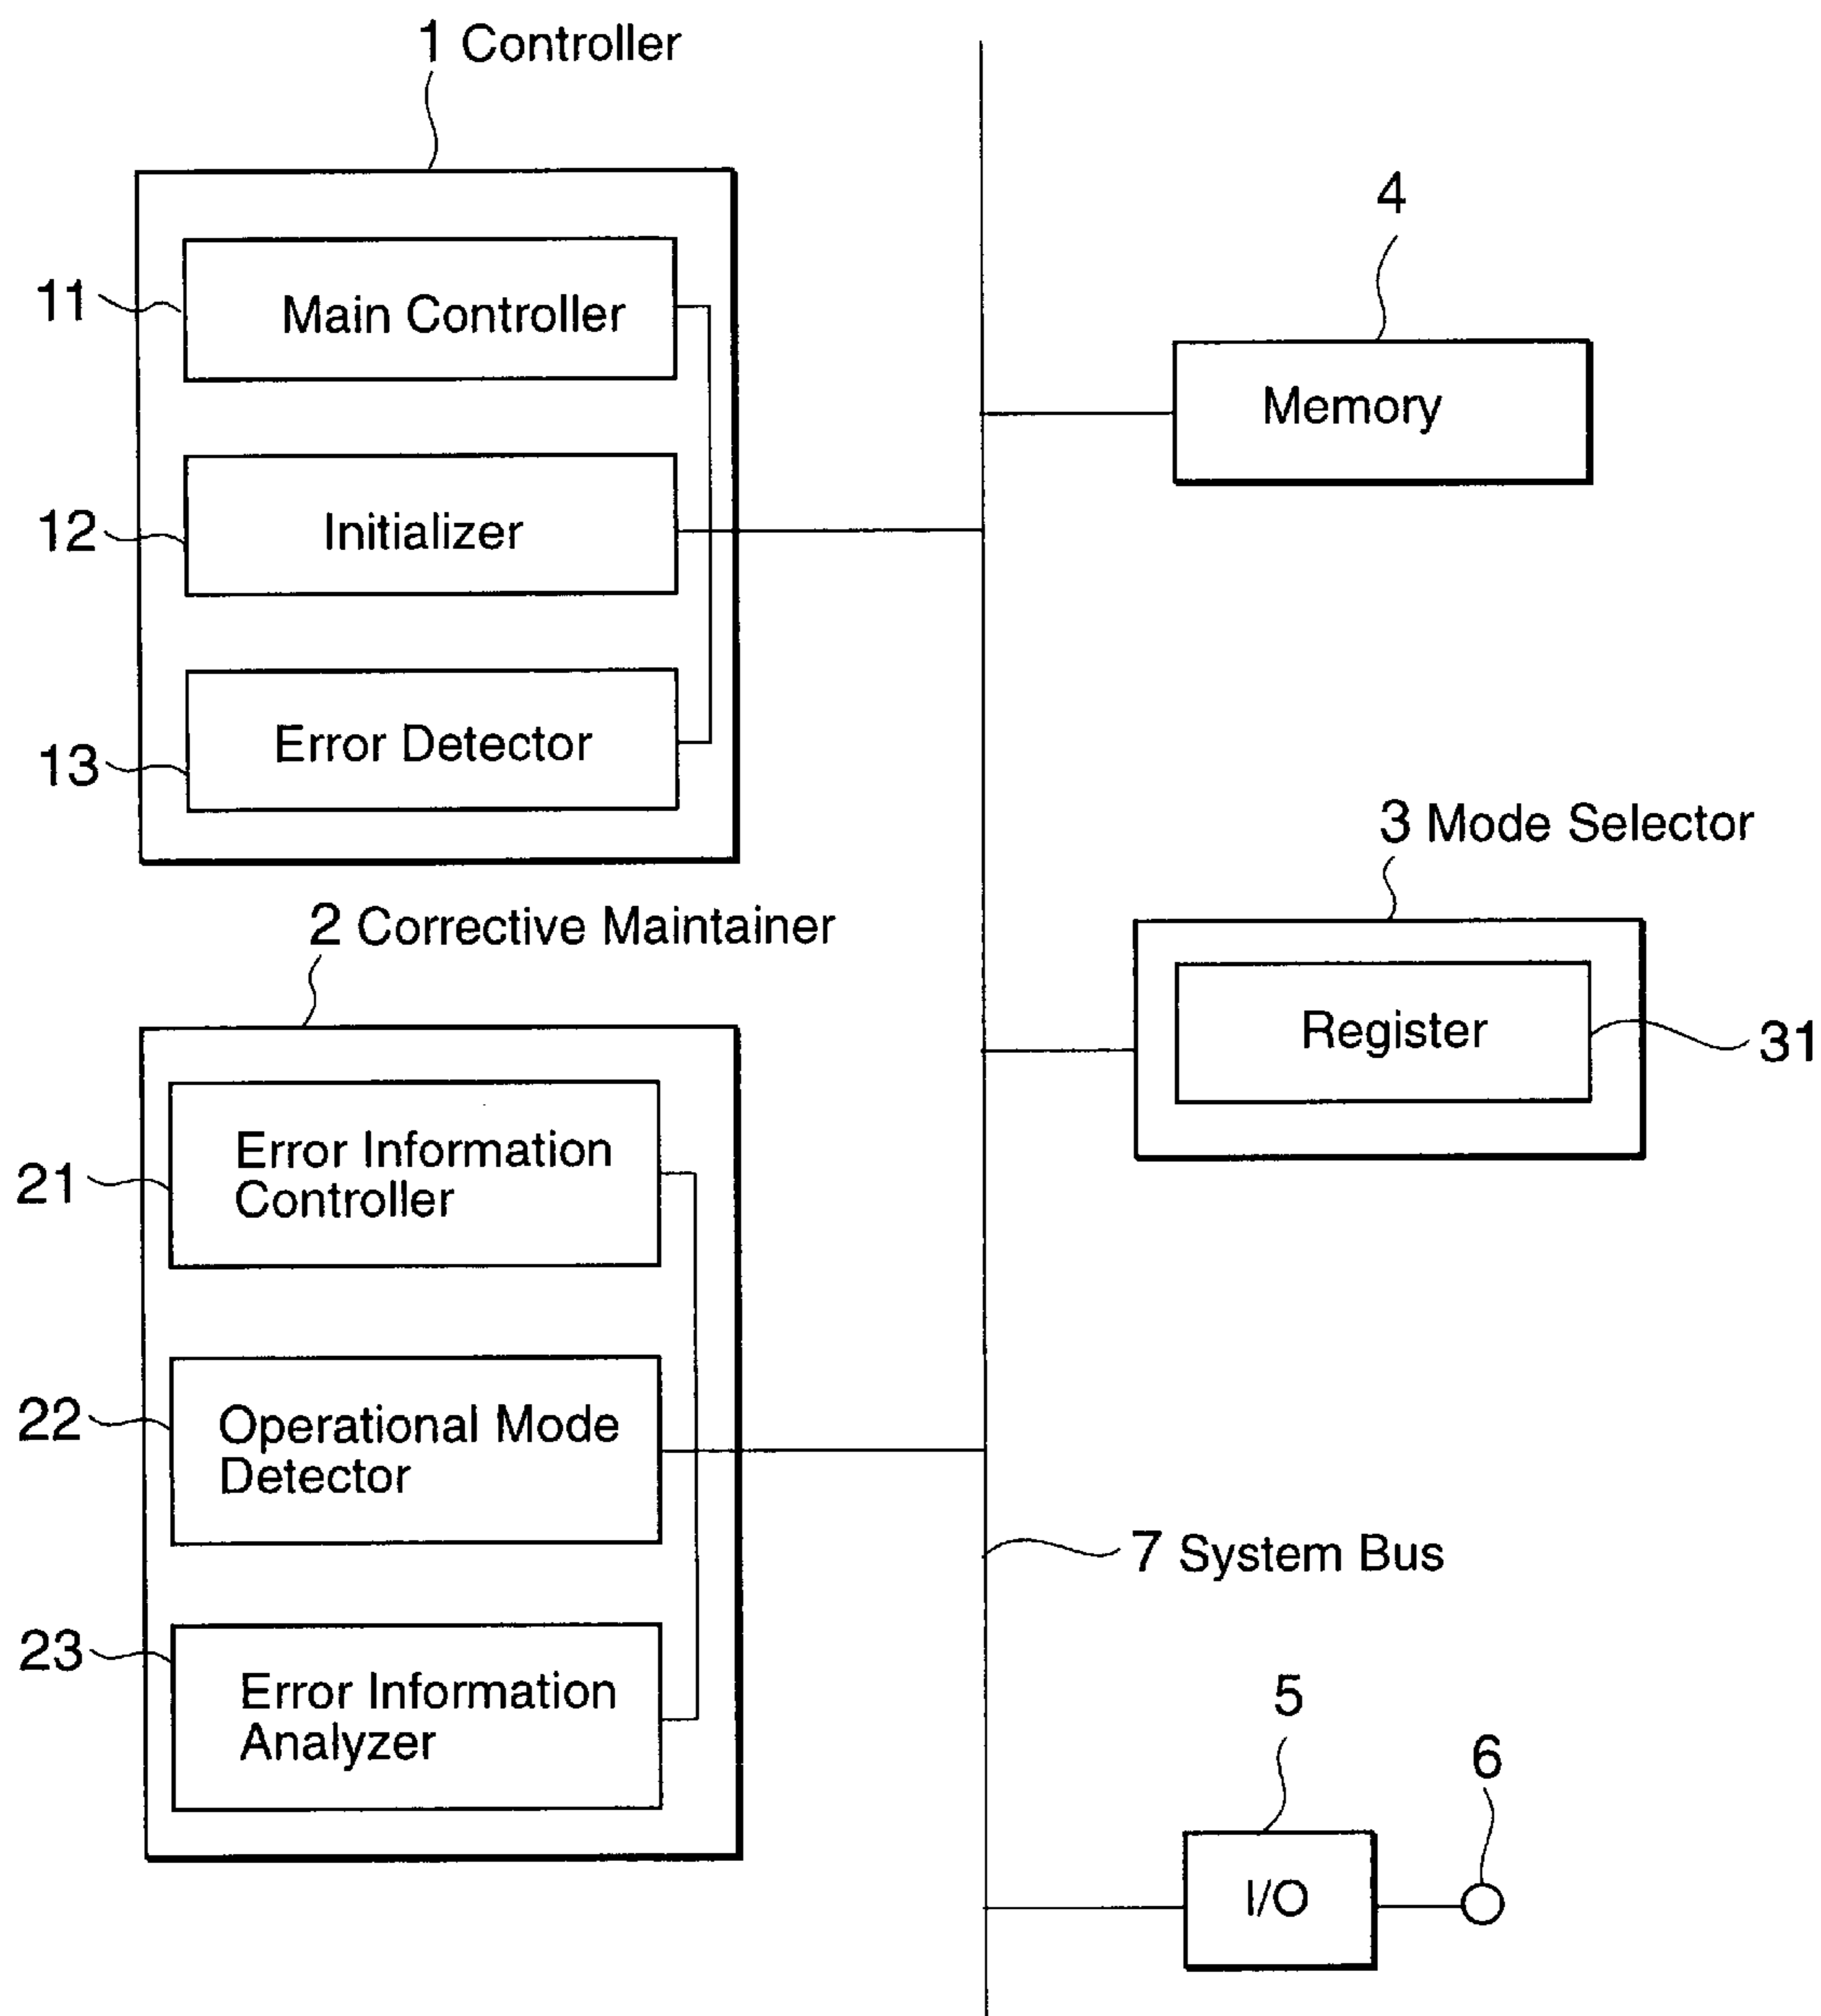 1 Controller
11
Main Controller
12
Initializer
13
Error Detector
2 Corrective Maintainer
21
Error Information
Controller
22
Operational Mode
Detector
23
Error Information
Analyzer
4
Memory
3 Mode Selector
Register
31
7 System Bus
5
I/O
6